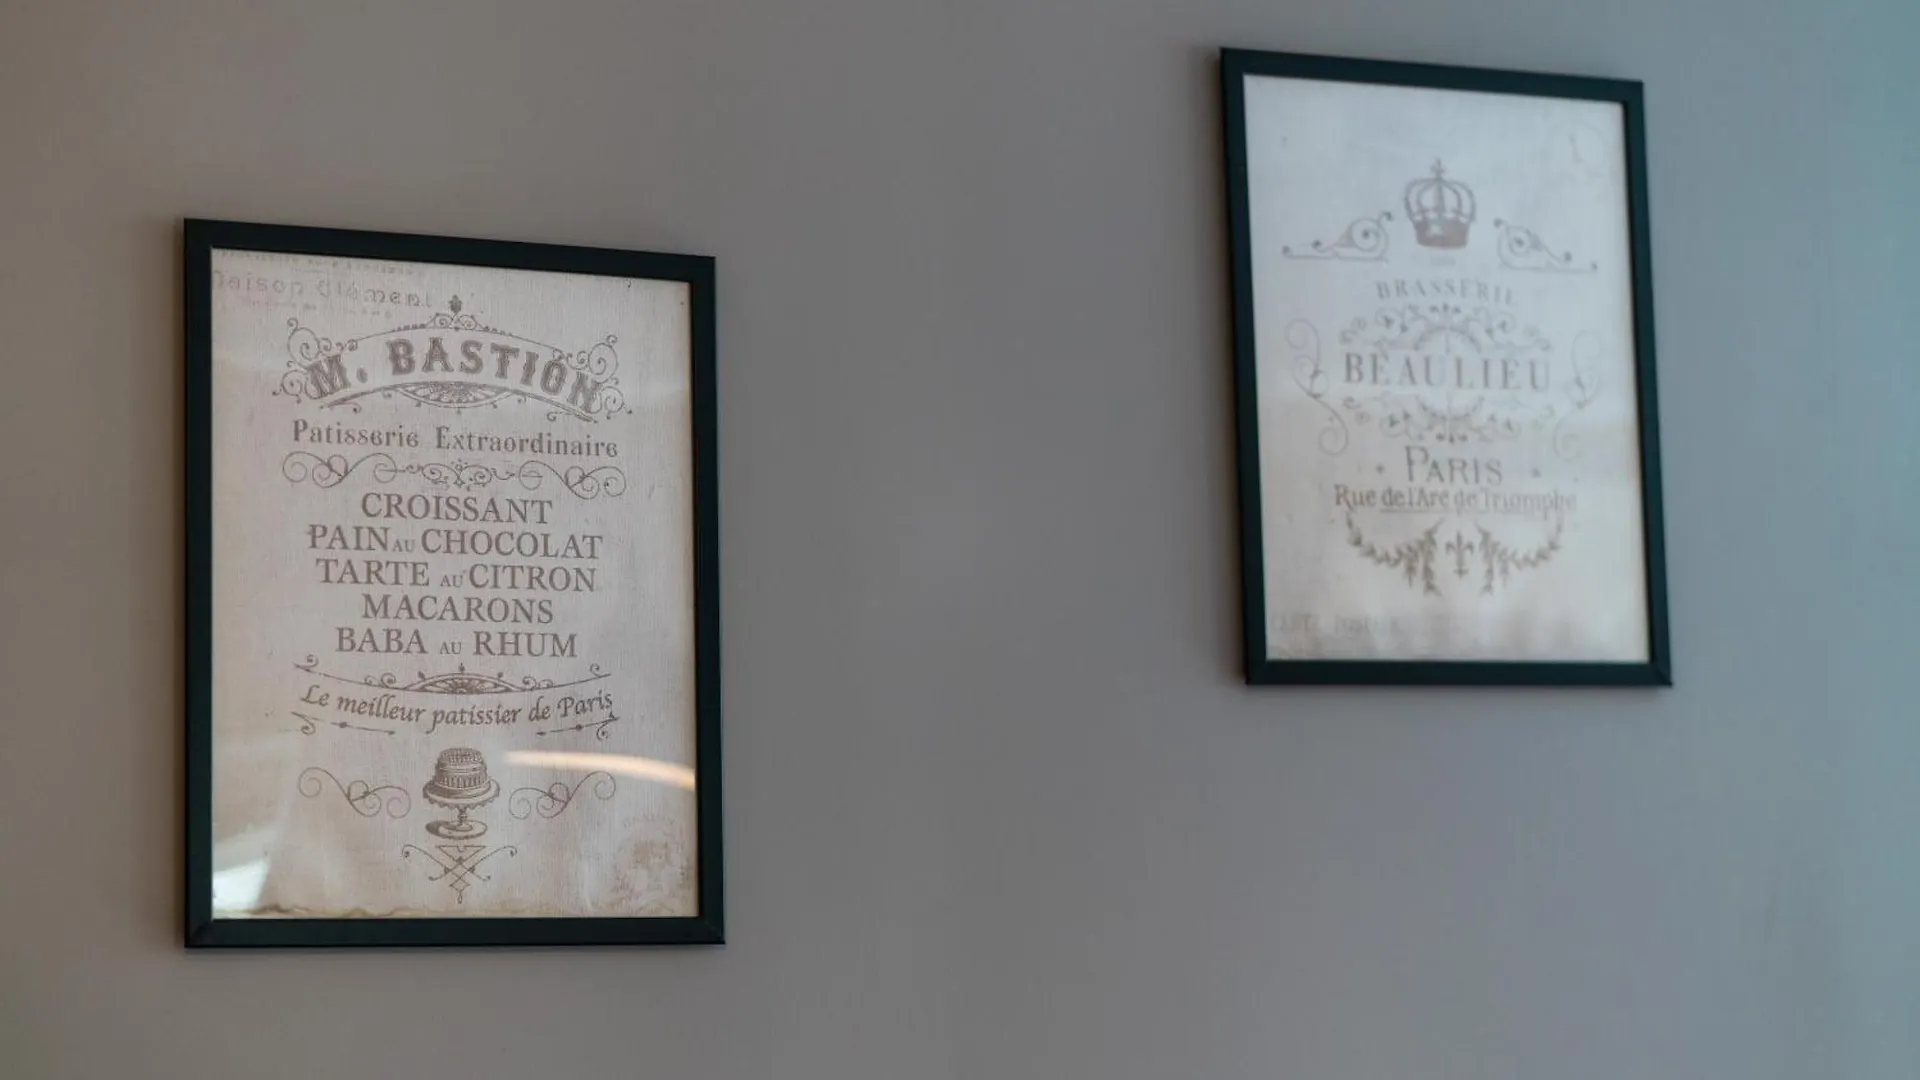 Maison Clément
M. BASTION
Patisserie Extraordinaire
CROISSANT
PAIN AU CHOCOLAT
TARTE AU CITRON
MACARONS
BABA AU RHUM
Le meilleur patissier de Paris
BRASSERIE
BEAULIEU
PARIS
Rue de l'Arc de Triomphe